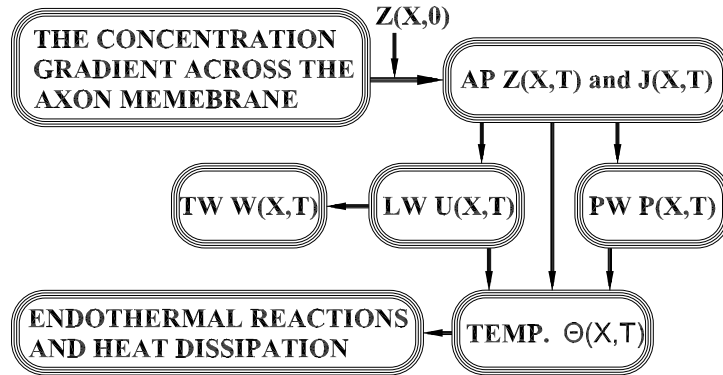 Z(X,0)
THE CONCENTRATION
GRADIENT ACROSS THE
AXON MEMEBRANE
AP Z(X,T) and J(X,T)
TW W(X,T)
LW U(X,T)
PW P(X,T)
ENDOTHERMAL REACTIONS
AND HEAT DISSIPATION
TEMP. Θ(X,T)